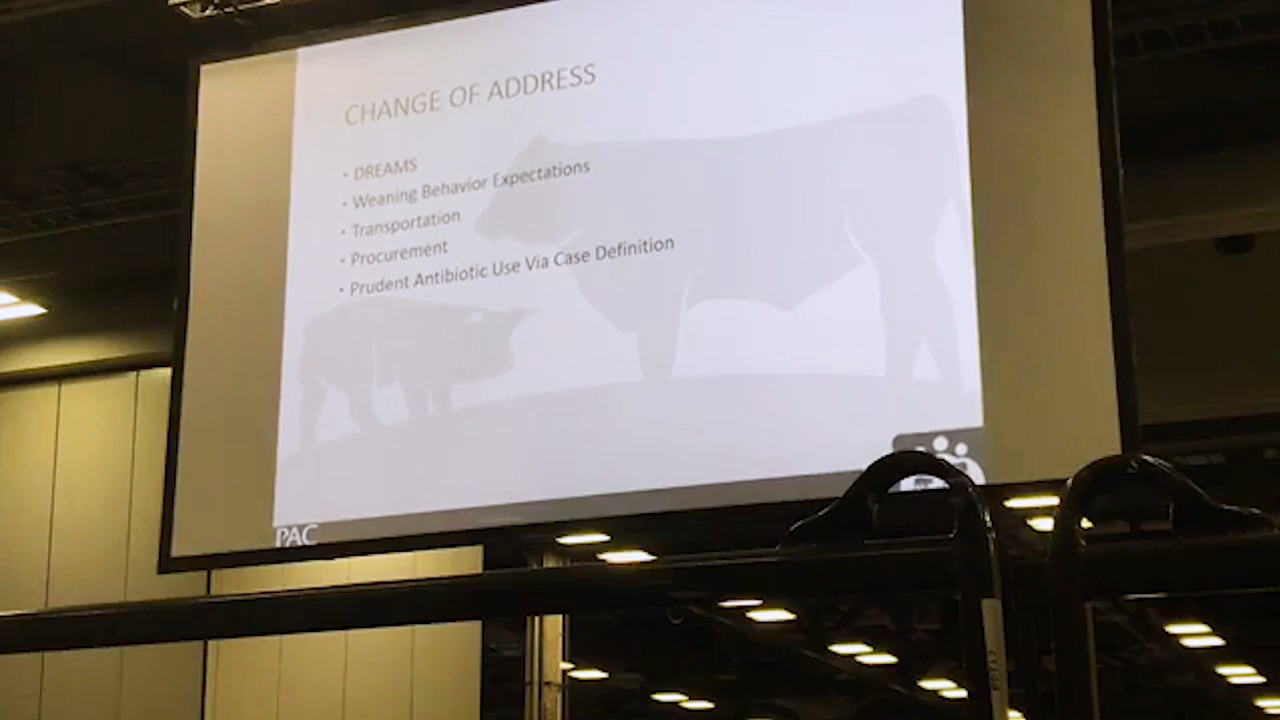 CHANGE OF ADDRESS
• DREAMS
• Weaning Behavior Expectations
• Transportation
• Procurement
• Prudent Antibiotic Use Via Case Definition
PAC